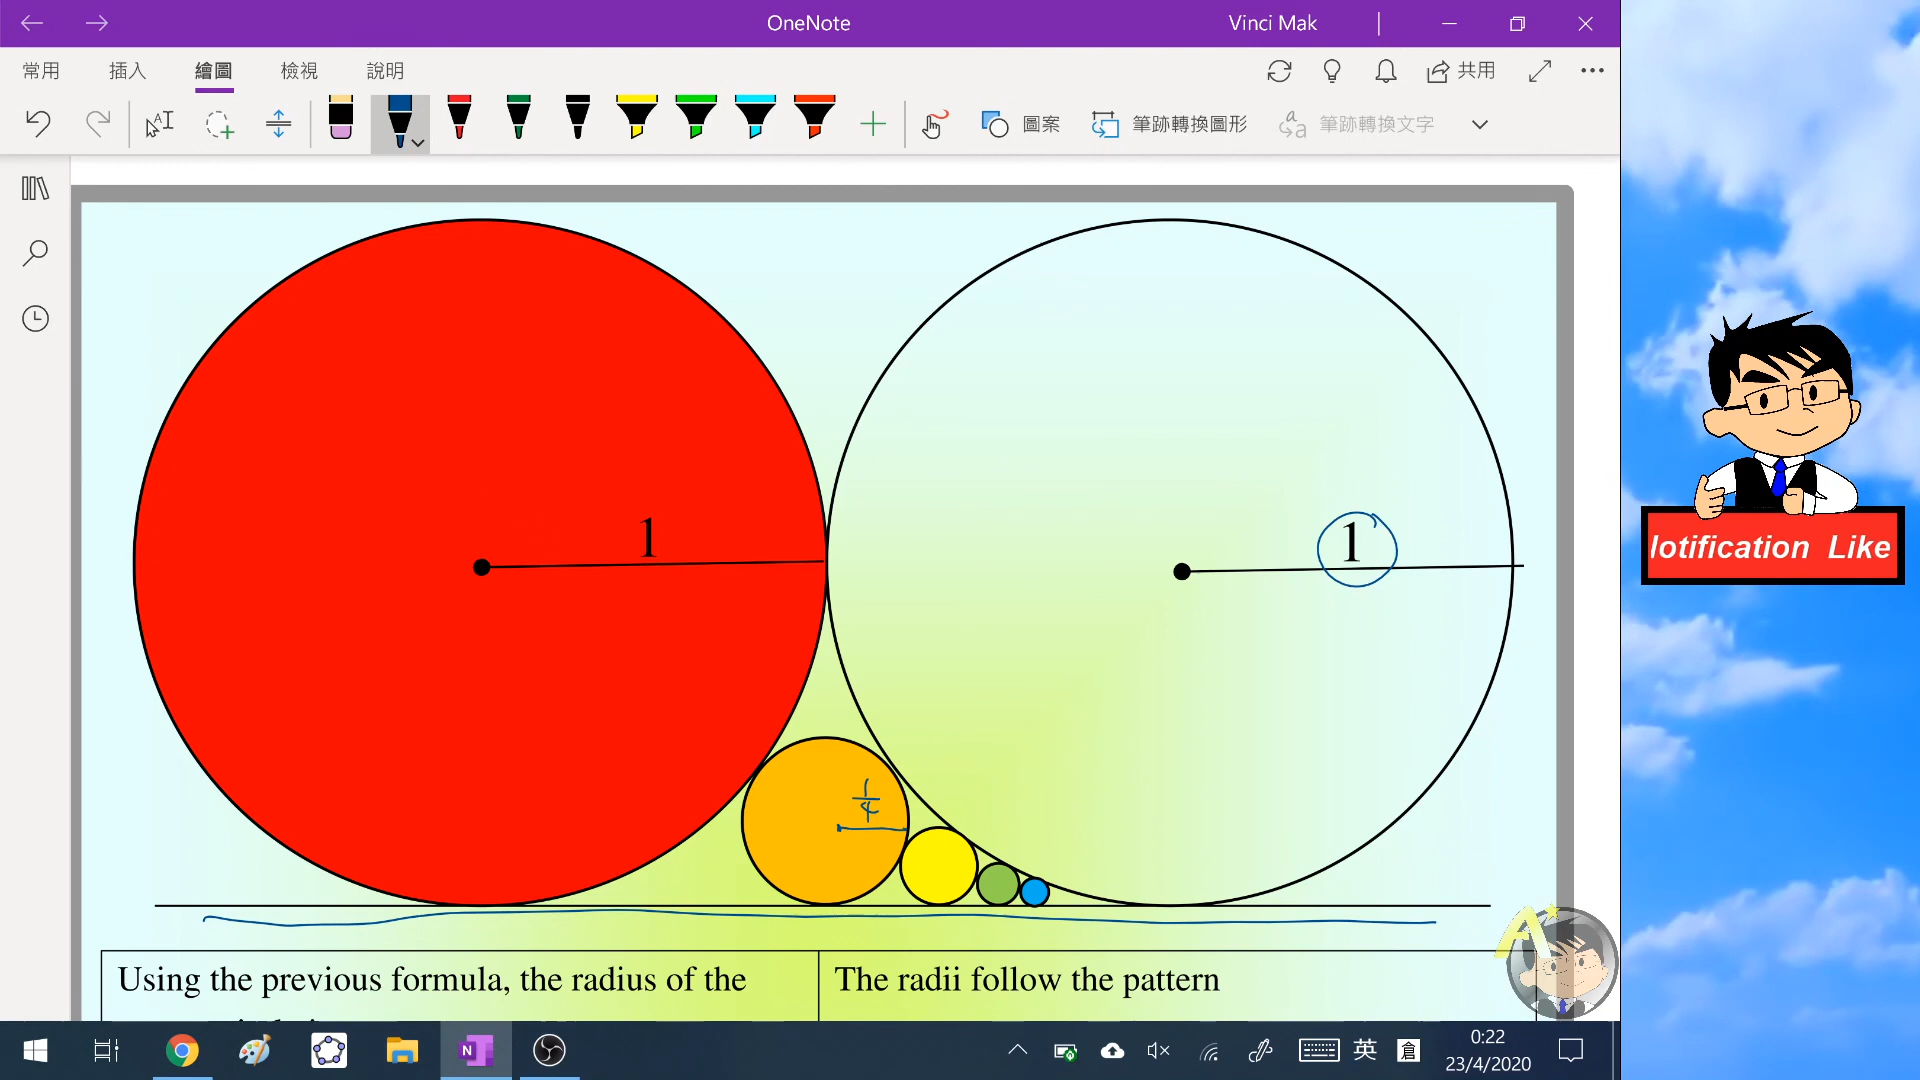 OneNote
Vinci Mak
常用 插入 繪圖 檢視 說明
共用
圖案 筆跡轉換圖形 筆跡轉換文字
1
1
1
4
lotification Like
Using the previous formula, the radius of the
The radii follow the pattern
A
英 倉
0:22
23/4/2020